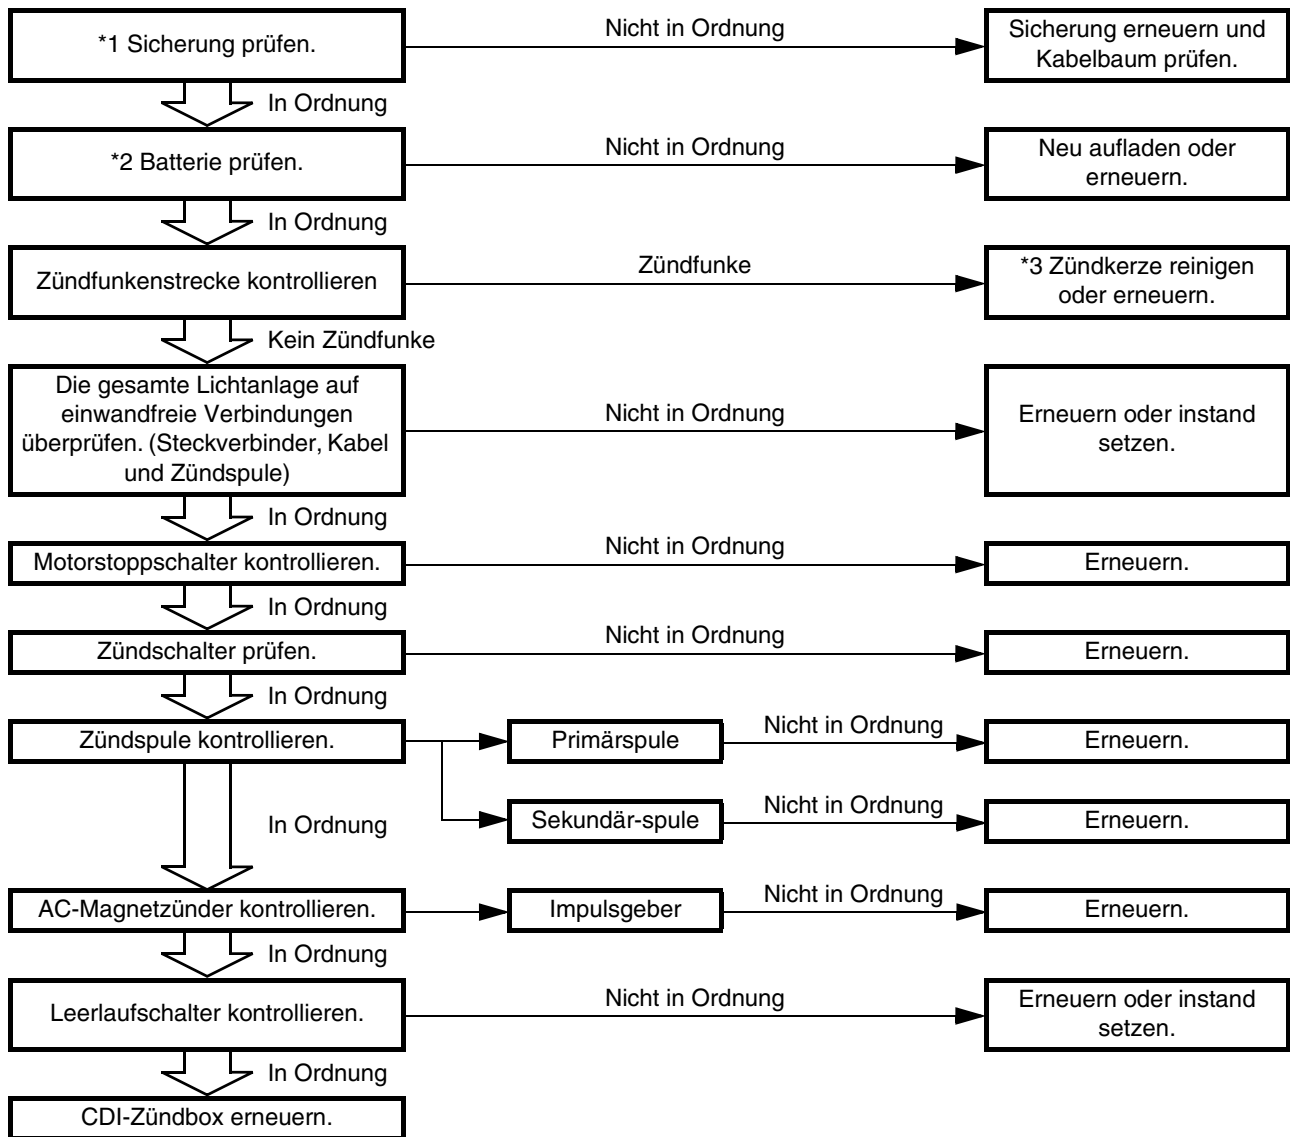 *1 Sicherung prüfen.
Nicht in Ordnung
Sicherung erneuern und
Kabelbaum prüfen.
In Ordnung
*2 Batterie prüfen.
Nicht in Ordnung
Neu aufladen oder
erneuern.
In Ordnung
Zündfunkenstrecke kontrollieren
Zündfunke
*3 Zündkerze reinigen
oder erneuern.
Kein Zündfunke
Die gesamte Lichtanlage auf
einwandfreie Verbindungen
überprüfen. (Steckverbinder, Kabel
und Zündspule)
Nicht in Ordnung
Erneuern oder instand
setzen.
In Ordnung
Motorstoppschalter kontrollieren.
Nicht in Ordnung
Erneuern.
In Ordnung
Zündschalter prüfen.
Nicht in Ordnung
Erneuern.
In Ordnung
Zündspule kontrollieren.
Primärspule
Nicht in Ordnung
Erneuern.
Sekundär-spule
Nicht in Ordnung
Erneuern.
In Ordnung
AC-Magnetzünder kontrollieren.
Impulsgeber
Nicht in Ordnung
Erneuern.
In Ordnung
Leerlaufschalter kontrollieren.
Nicht in Ordnung
Erneuern oder instand
setzen.
In Ordnung
CDI-Zündbox erneuern.